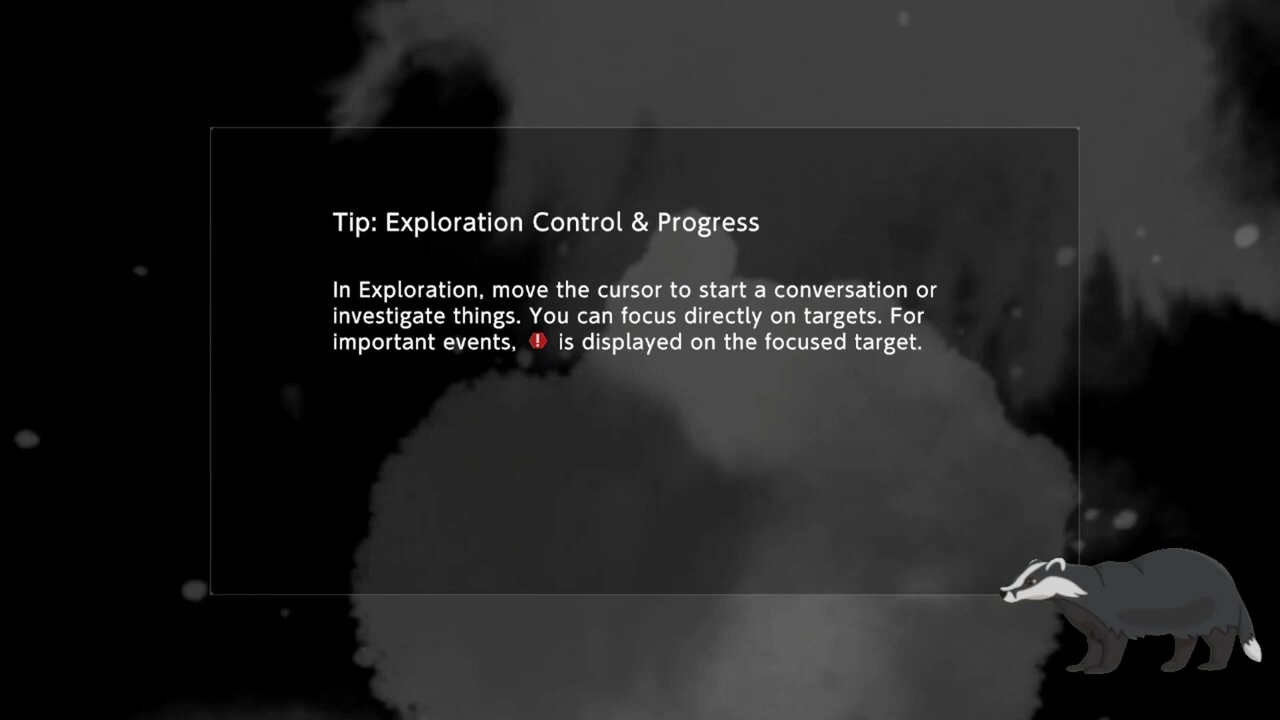 Tip: Exploration Control & Progress
In Exploration, move the cursor to start a conversation or
investigate things. You can focus directly on targets. For
important events, ! is displayed on the focused target.